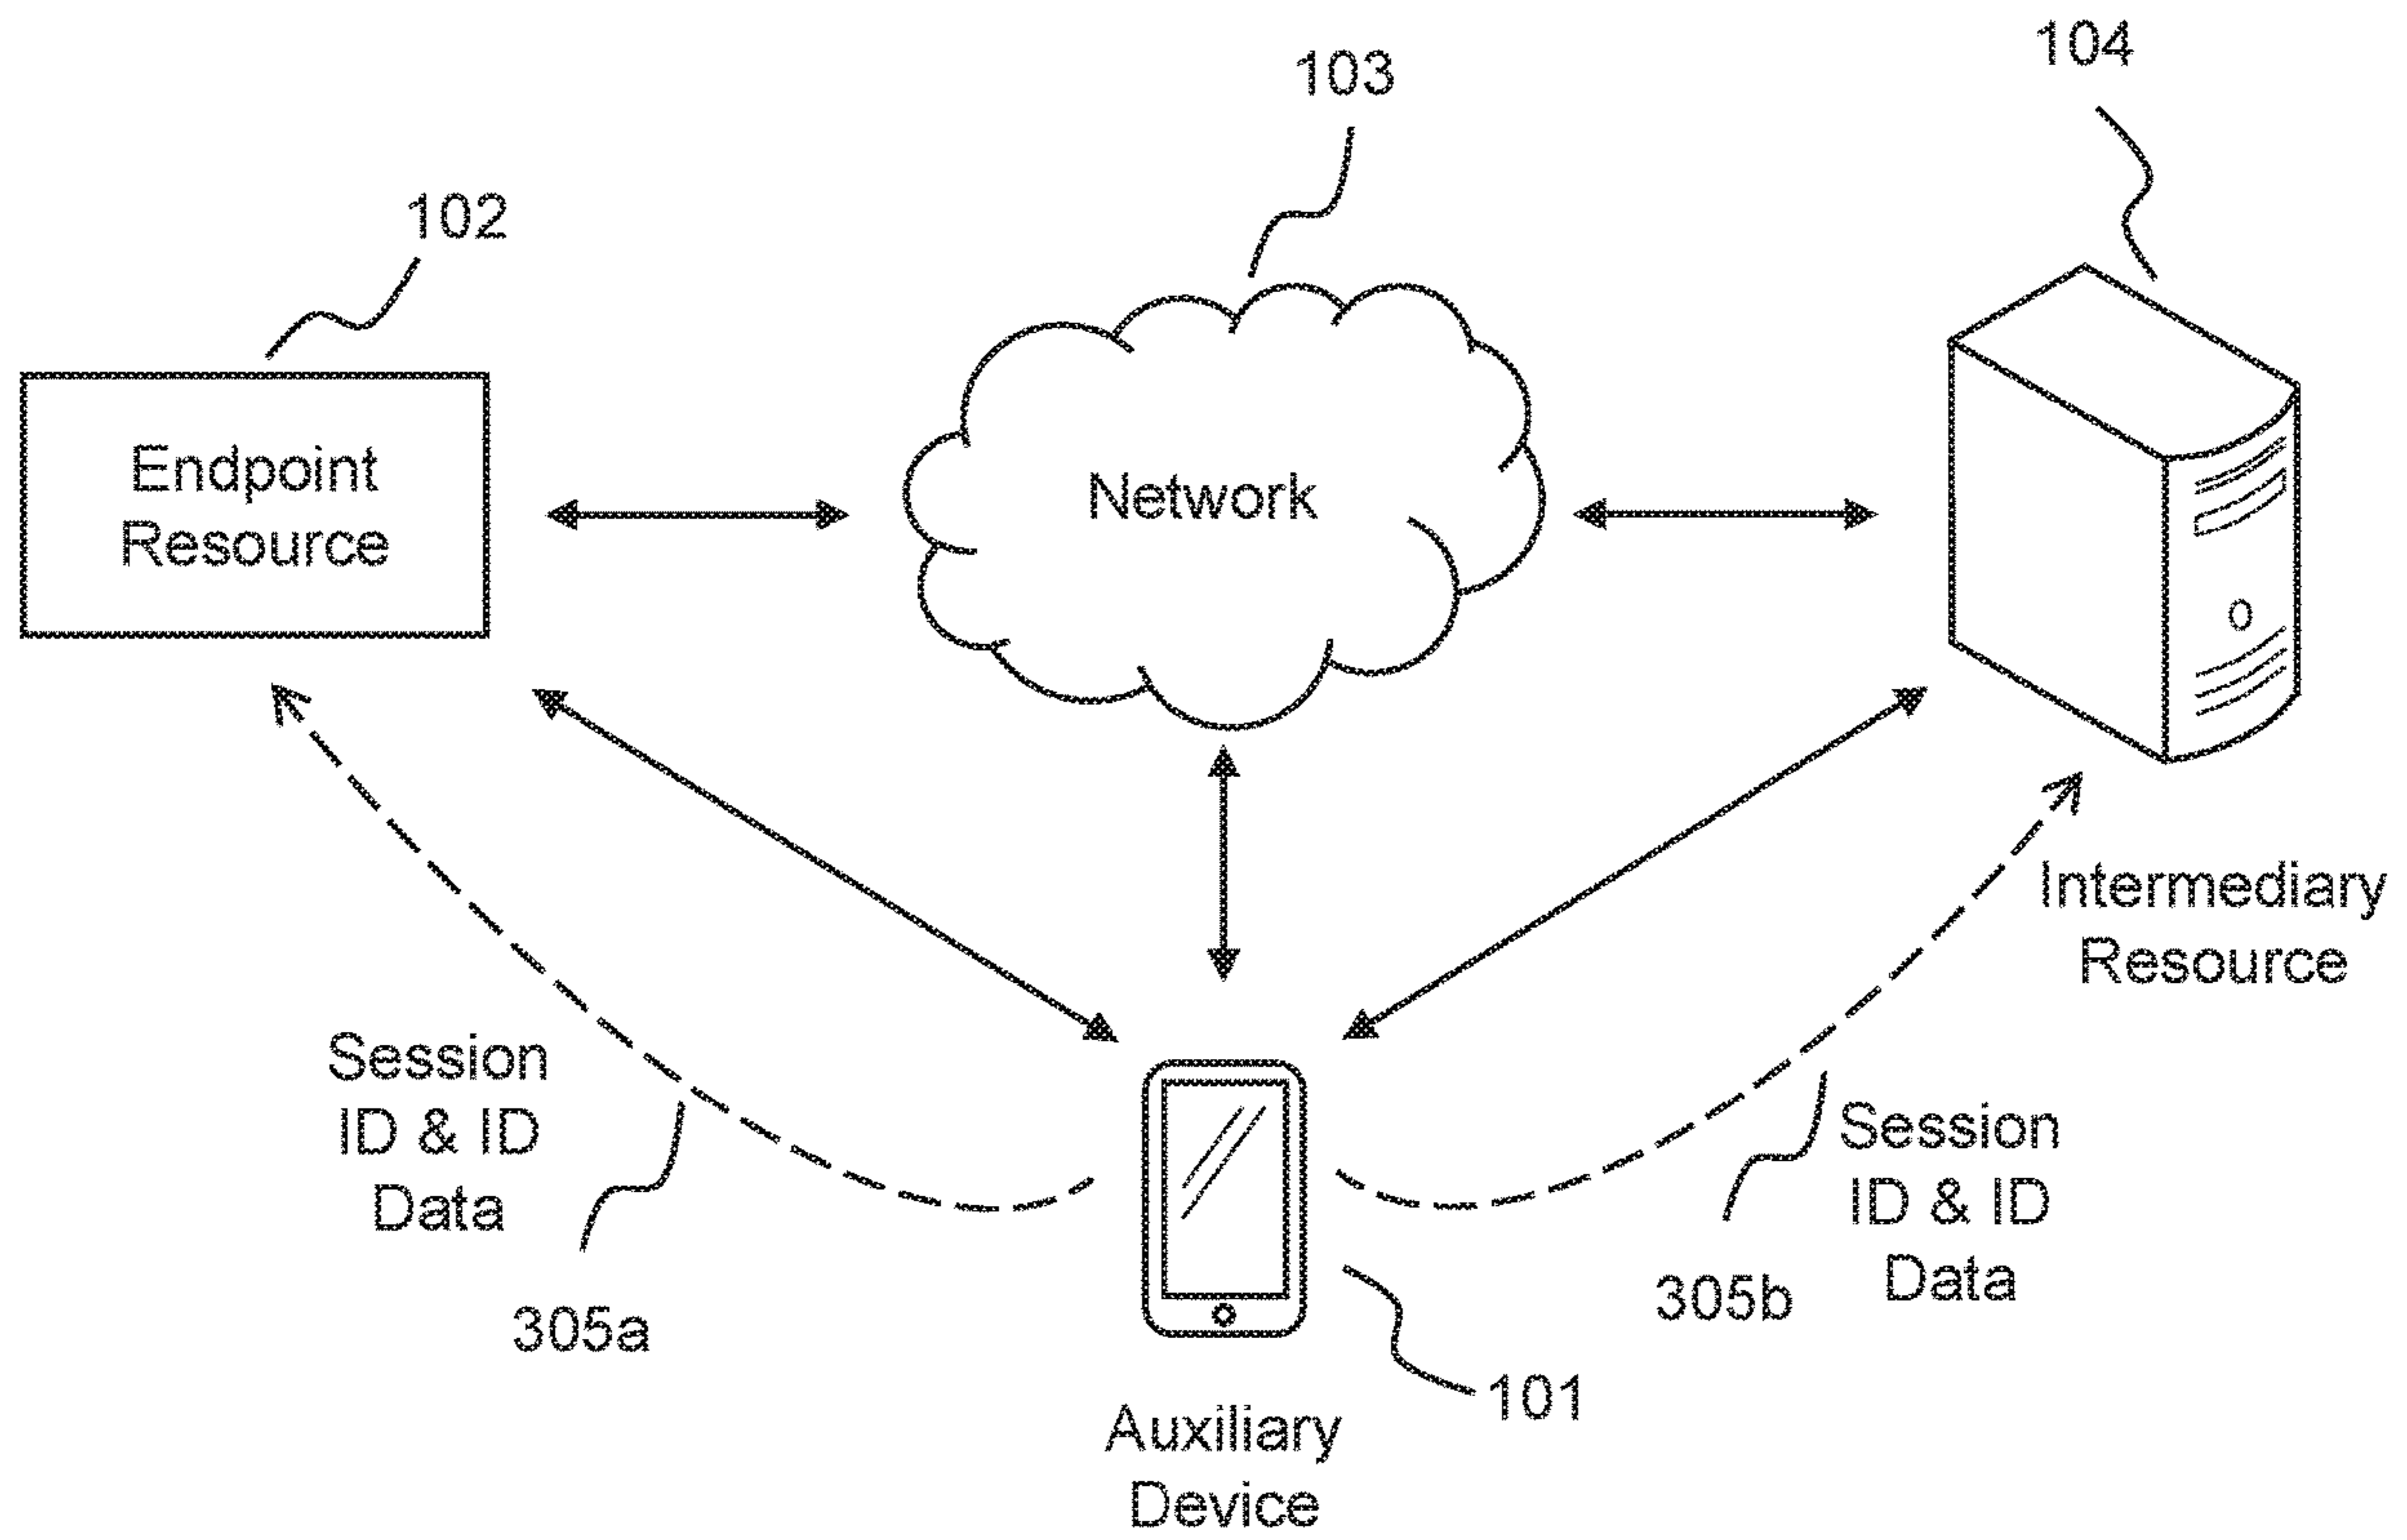 104
103
102
Endpoint
Resource
Network
Intermediary
Resource
Session
ID & ID
Data
305a
Session
ID & ID
Data
305b
101
Auxiliary
Device